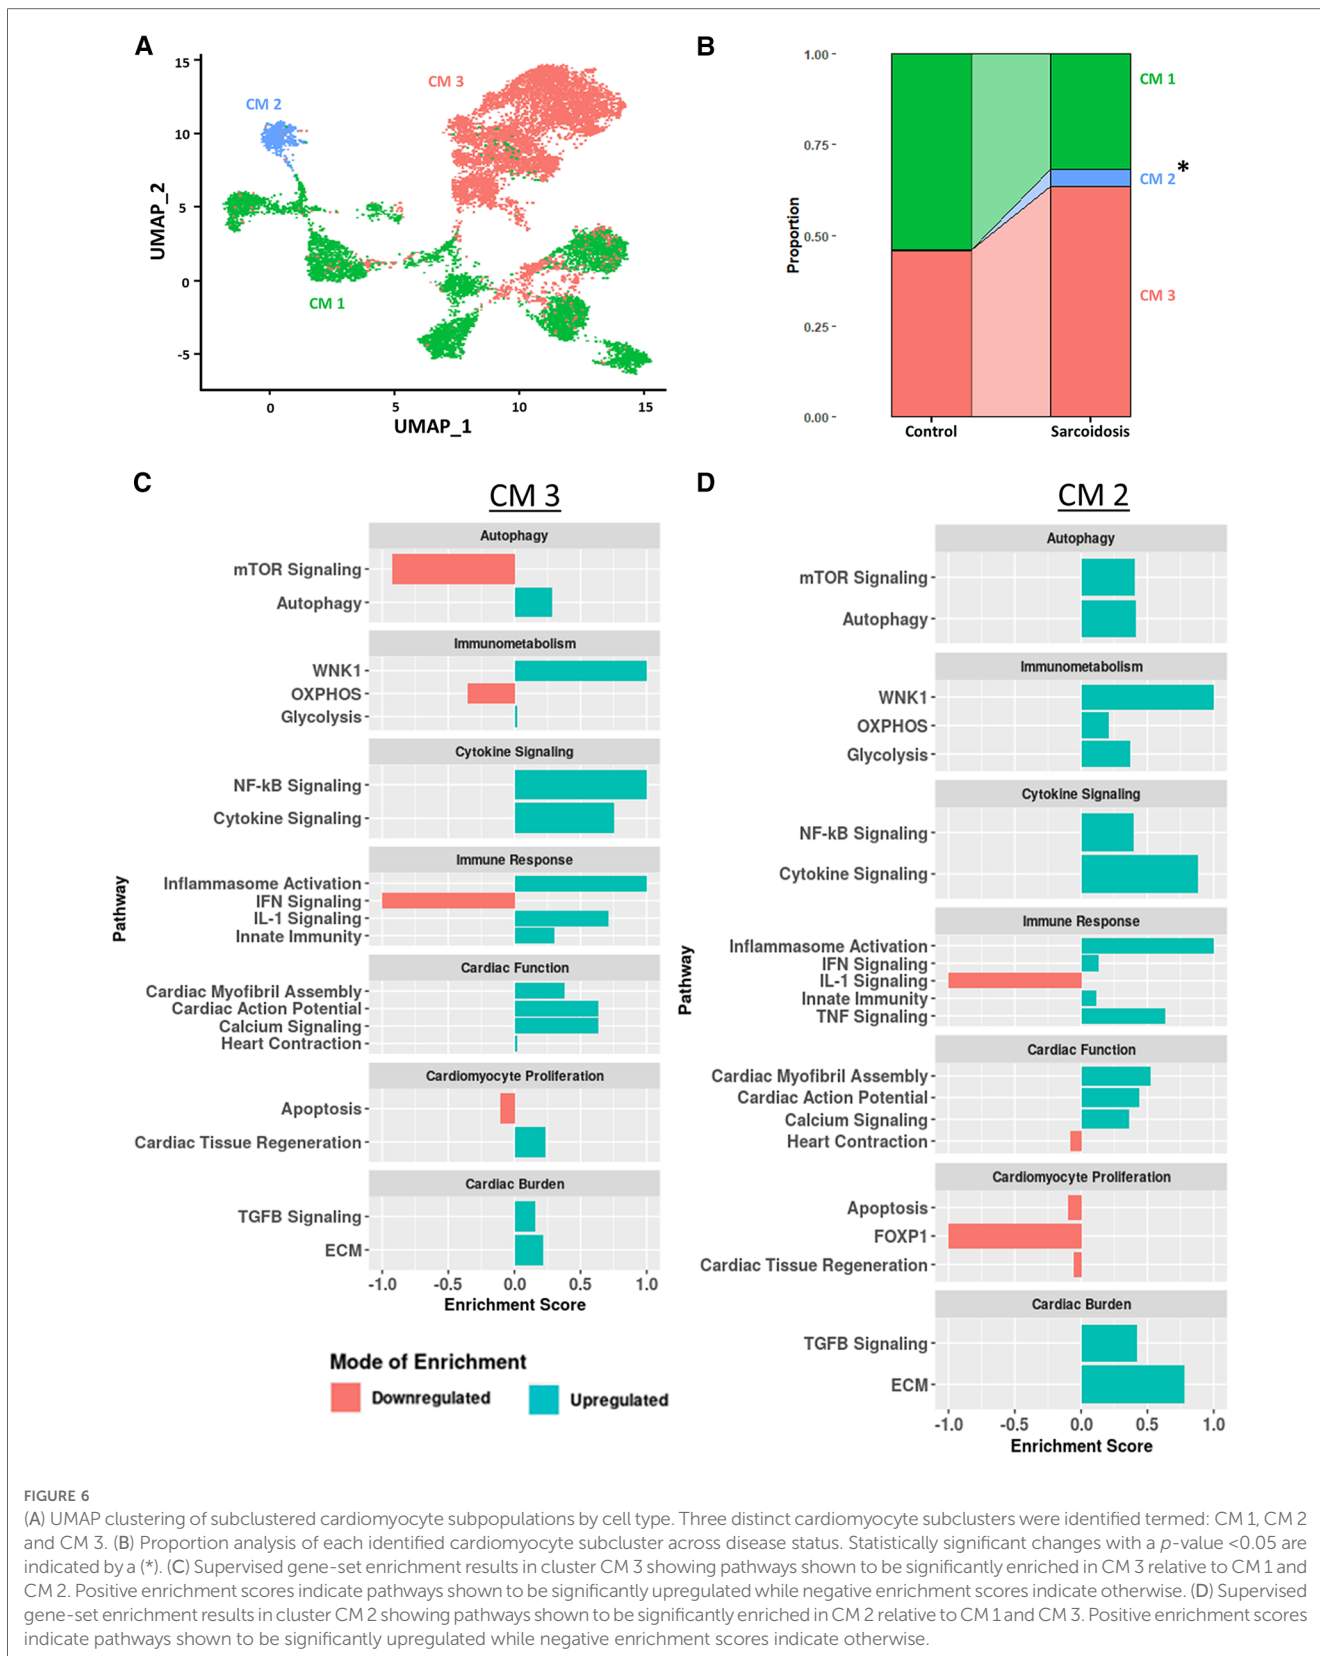 A
15
10
5
0
-5
UMAP_2
CM 2
CM 3
CM 1
0
5
10
15
UMAP_1
B
1.00
0.75
0.50
0.25
0.00
Proportion
CM 1
CM 2 *
CM 3
Control
Sarcoidosis
C
CM 3
Pathway
Autophagy
mTOR Signaling
Autophagy
Immunometabolism
WNK1
OXPHOS
Glycolysis
Cytokine Signaling
NF-kB Signaling
Cytokine Signaling
Immune Response
Inflammasome Activation
IFN Signaling
IL-1 Signaling
Innate Immunity
Cardiac Function
Cardiac Myofibril Assembly
Cardiac Action Potential
Calcium Signaling
Heart Contraction
Cardiomyocyte Proliferation
Apoptosis
Cardiac Tissue Regeneration
Cardiac Burden
TGFB Signaling
ECM
-1.0 -0.5 0.0 0.5 1.0
Enrichment Score
Mode of Enrichment
Downregulated
Upregulated
D
CM 2
Pathway
Autophagy
mTOR Signaling
Autophagy
Immunometabolism
WNK1
OXPHOS
Glycolysis
Cytokine Signaling
NF-kB Signaling
Cytokine Signaling
Immune Response
Inflammasome Activation
IFN Signaling
IL-1 Signaling
Innate Immunity
TNF Signaling
Cardiac Function
Cardiac Myofibril Assembly
Cardiac Action Potential
Calcium Signaling
Heart Contraction
Cardiomyocyte Proliferation
Apoptosis
FOXP1
Cardiac Tissue Regeneration
Cardiac Burden
TGFB Signaling
ECM
-1.0 -0.5 0.0 0.5 1.0
Enrichment Score
FIGURE 6
(A) UMAP clustering of subclustered cardiomyocyte subpopulations by cell type. Three distinct cardiomyocyte subclusters were identified termed: CM 1, CM 2
and CM 3. (B) Proportion analysis of each identified cardiomyocyte subcluster across disease status. Statistically significant changes with a p-value <0.05 are
indicated by a (*). (C) Supervised gene-set enrichment results in cluster CM 3 showing pathways shown to be significantly enriched in CM 3 relative to CM 1 and
CM 2. Positive enrichment scores indicate pathways shown to be significantly upregulated while negative enrichment scores indicate otherwise. (D) Supervised
gene-set enrichment results in cluster CM 2 showing pathways shown to be significantly enriched in CM 2 relative to CM 1 and CM 3. Positive enrichment scores
indicate pathways shown to be significantly upregulated while negative enrichment scores indicate otherwise.